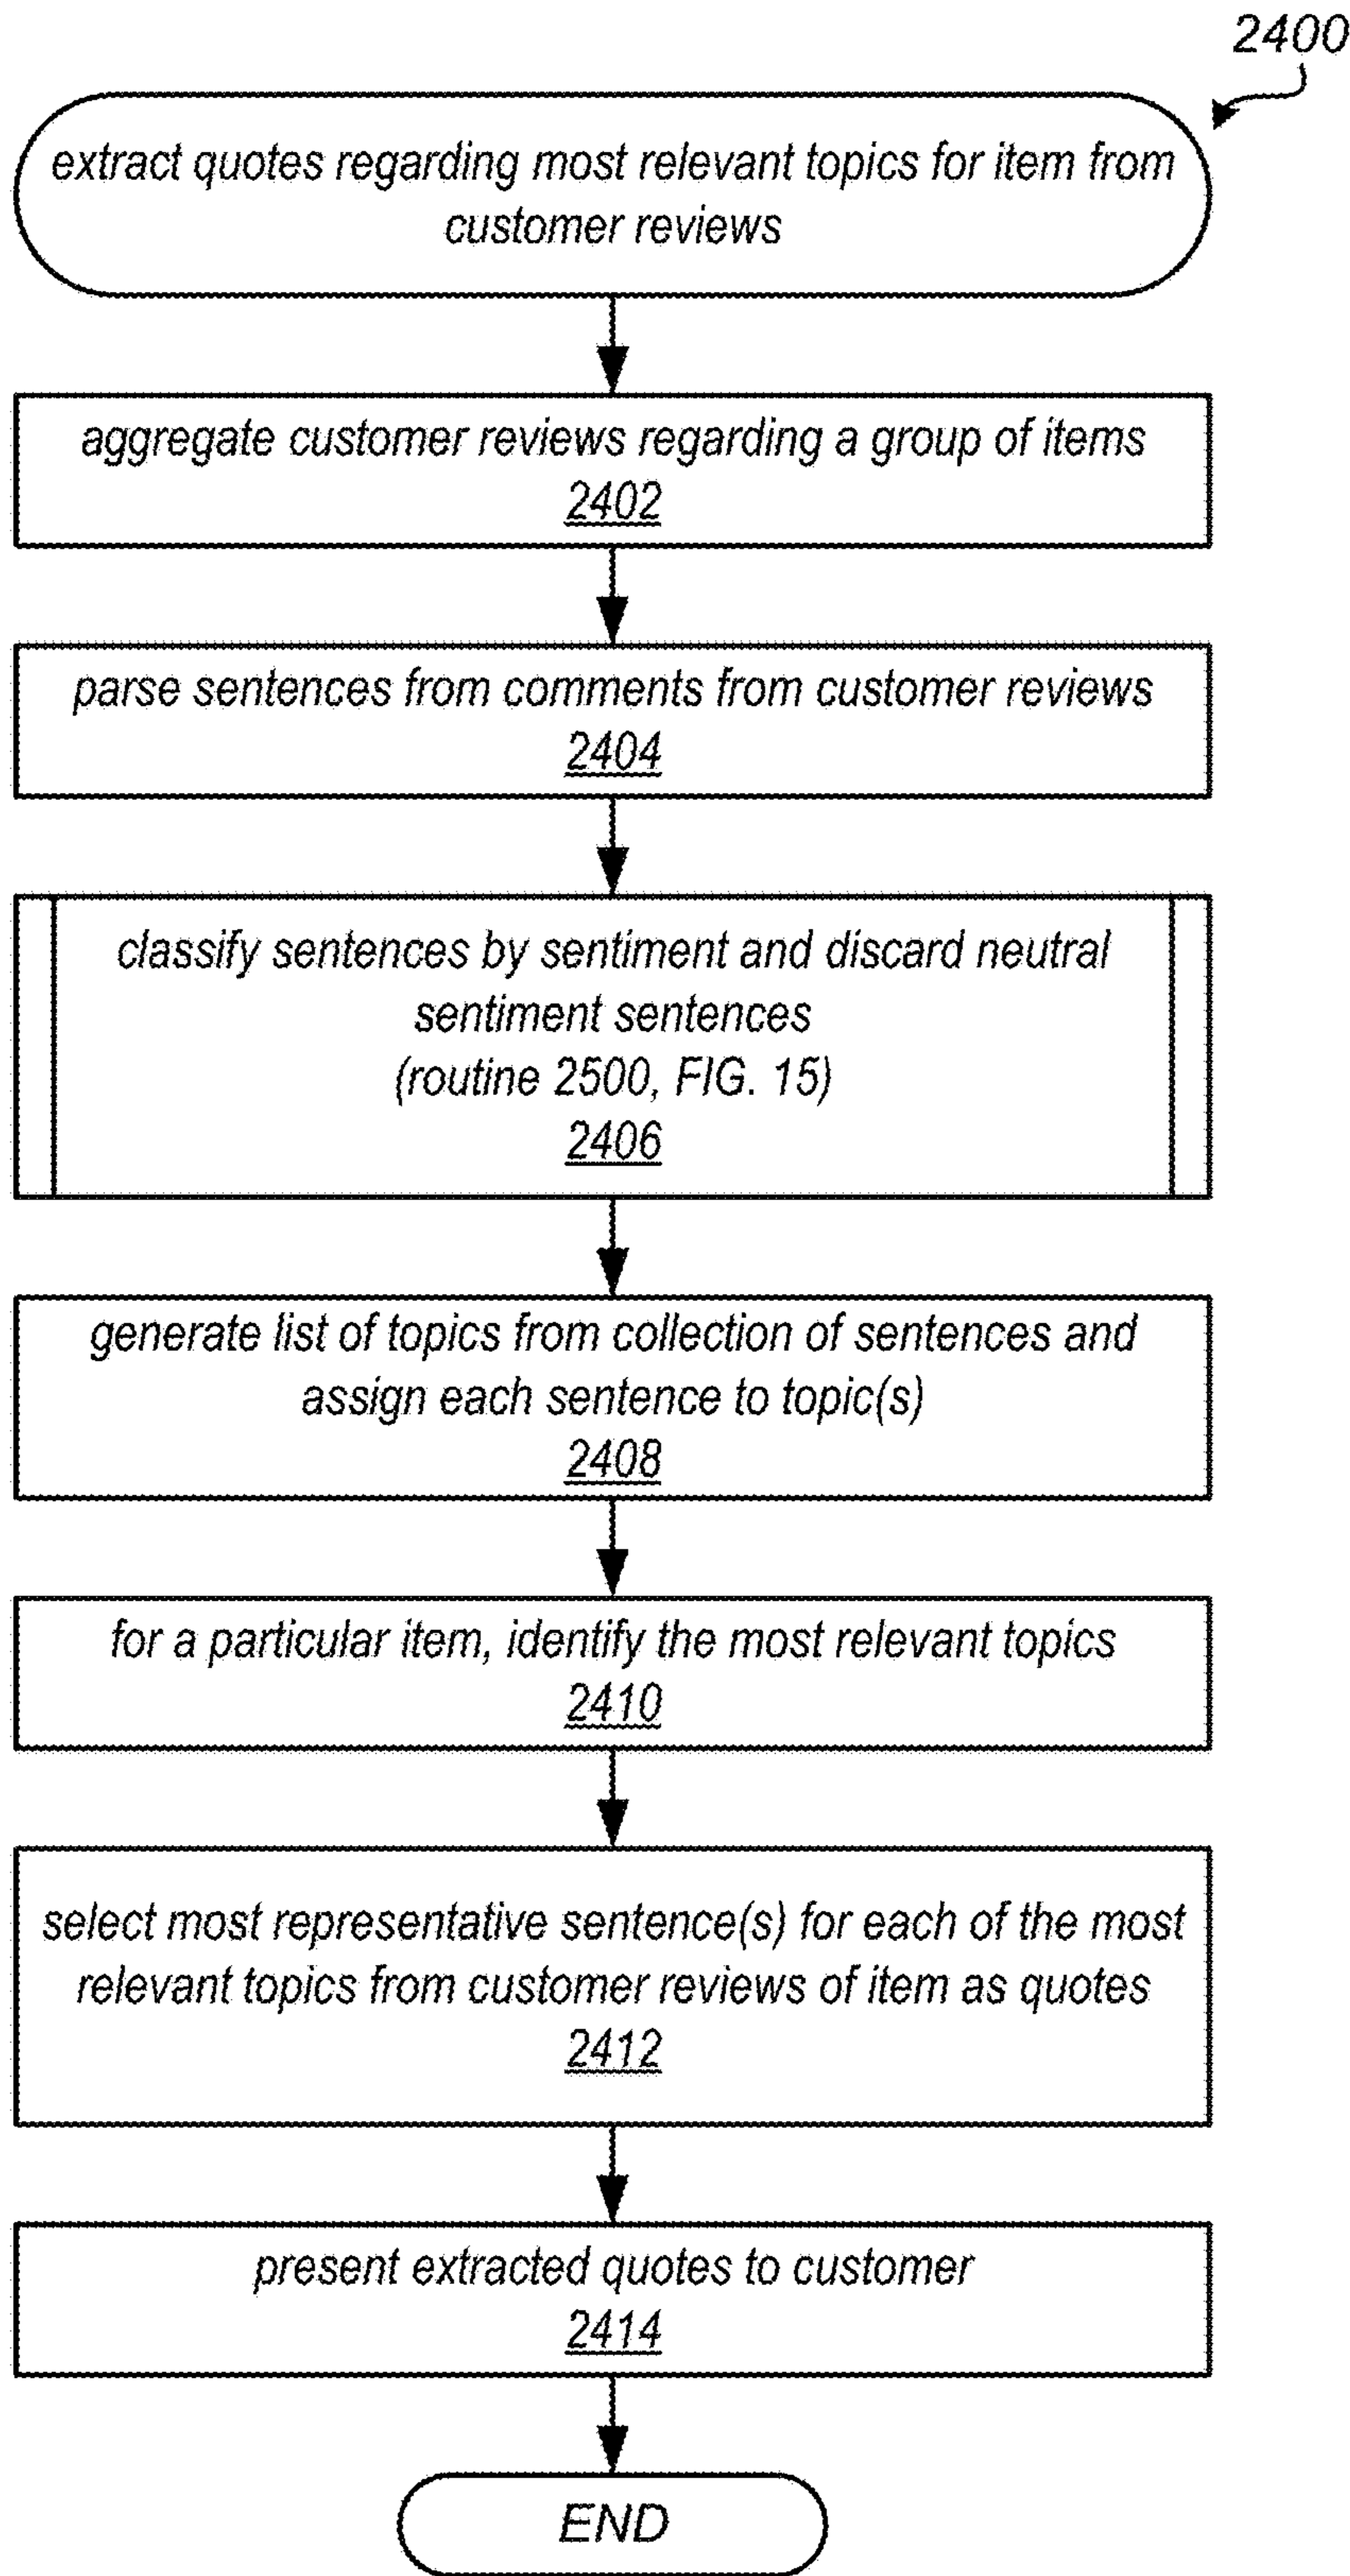 2400
extract quotes regarding most relevant topics for item from
customer reviews
aggregate customer reviews regarding a group of items
2402
parse sentences from comments from customer reviews
2404
classify sentences by sentiment and discard neutral
sentiment sentences
(routine 2500, FIG. 15)
2406
generate list of topics from collection of sentences and
assign each sentence to topic(s)
2408
for a particular item, identify the most relevant topics
2410
select most representative sentence(s) for each of the most
relevant topics from customer reviews of item as quotes
2412
present extracted quotes to customer
2414
END